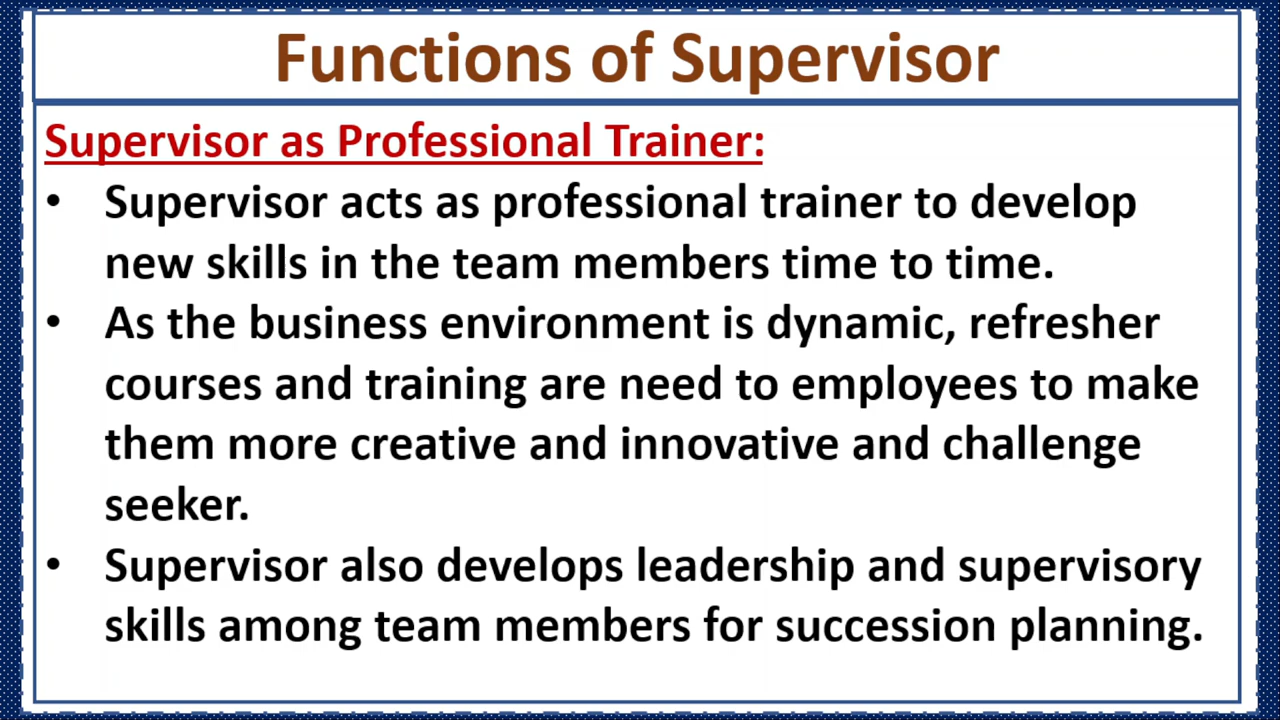 Functions of Supervisor
Supervisor as Professional Trainer:
• Supervisor acts as professional trainer to develop
new skills in the team members time to time.
• As the business environment is dynamic, refresher
courses and training are need to employees to make
them more creative and innovative and challenge
seeker.
• Supervisor also develops leadership and supervisory
skills among team members for succession planning.